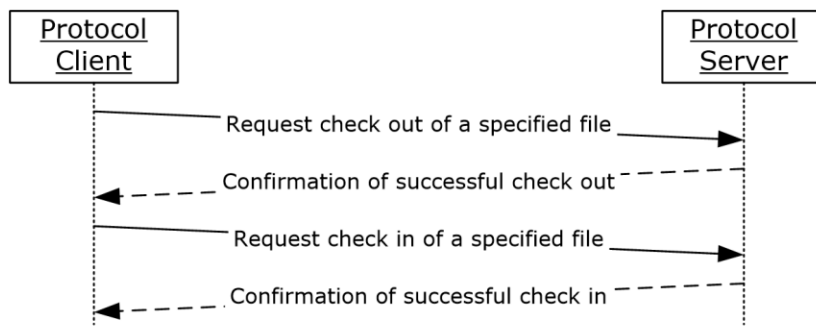 Protocol
Client
Protocol
Server
Request check out of a specified file
Confirmation of successful check out
Request check in of a specified file
Confirmation of successful check in